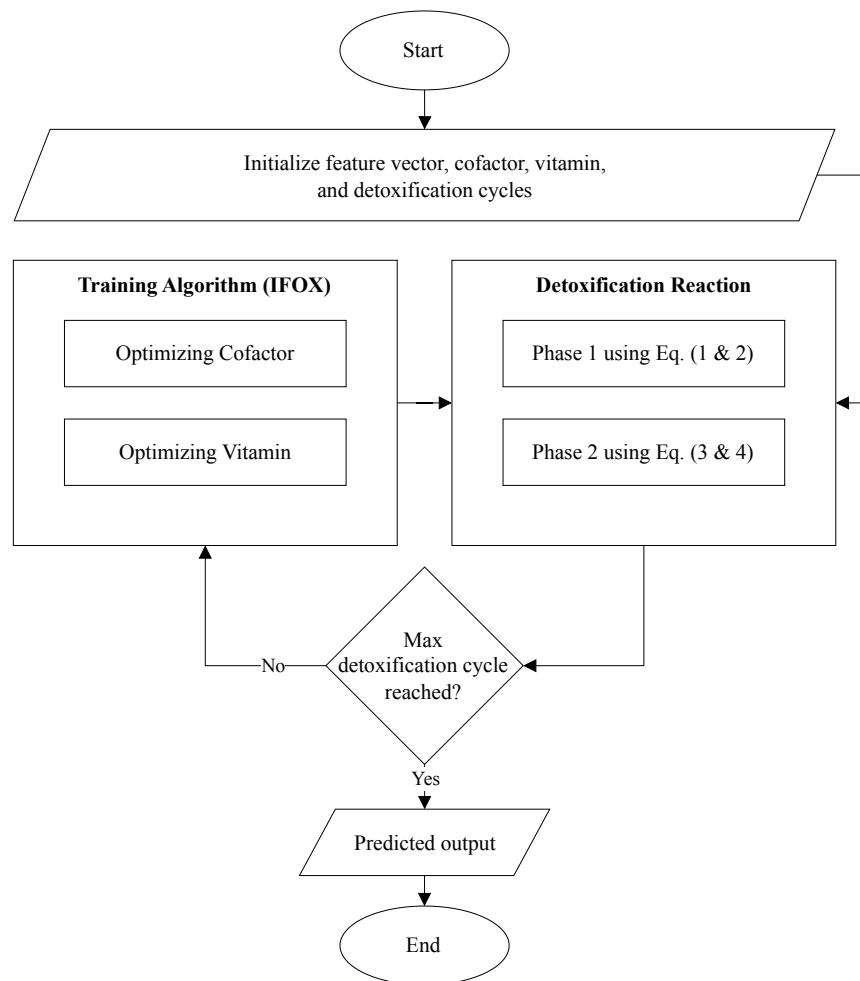 Start
Initialize feature vector, cofactor, vitamin,
and detoxification cycles
Training Algorithm (IFOX)
Optimizing Cofactor
Optimizing Vitamin
Detoxification Reaction
Phase 1 using Eq. (1 & 2)
Phase 2 using Eq. (3 & 4)
Max
detoxification cycle
reached?
No
Yes
Predicted output
End